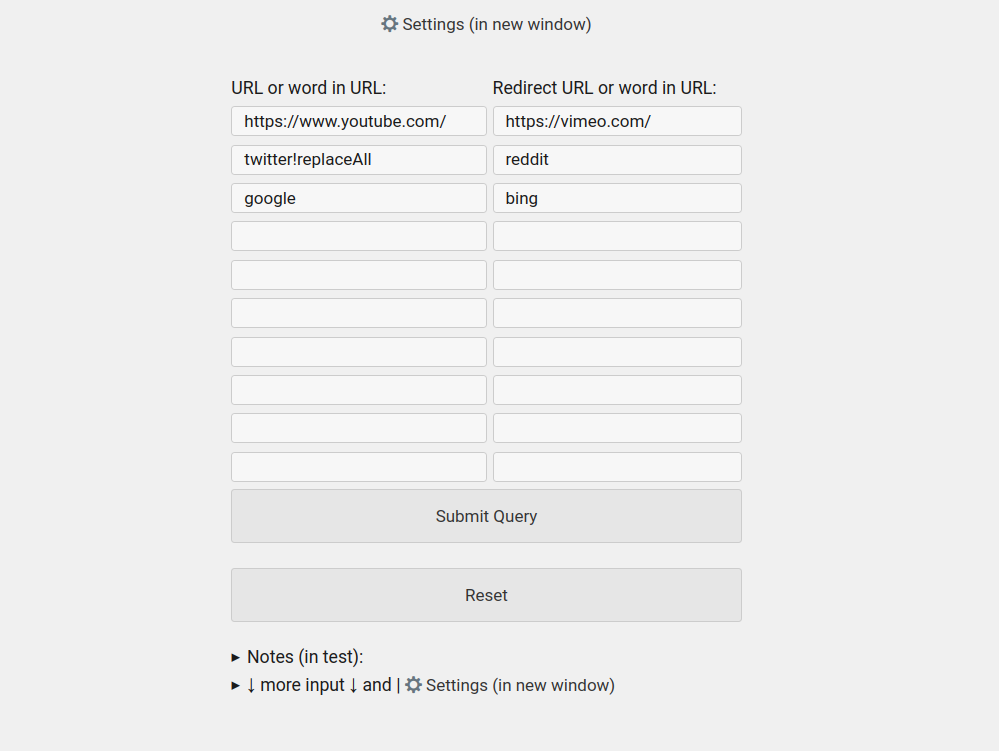 Settings (in new window)
URL or word in URL: Redirect URL or word in URL:
https://www.youtube.com/ https://vimeo.com/
twitter!replaceAll reddit
google bing
Submit Query
Reset
▸ Notes (in test):
▸ ↓ more input ↓ and | Settings (in new window)